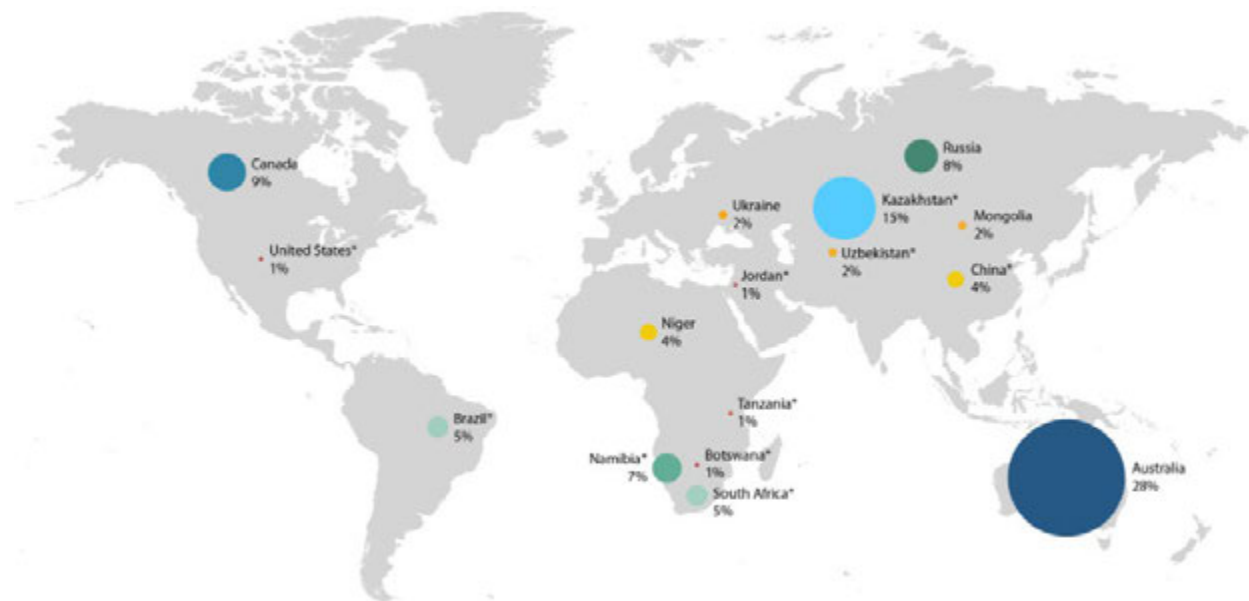 Canada
9%
United States*
1%
Brazil*
5%
Ukraine
2%
Jordan*
1%
Niger
4%
Tanzania*
1%
Botswana*
1%
Namibia*
7%
South Africa*
5%
Russia
8%
Kazakhstan*
15%
Mongolia
2%
Uzbekistan*
2%
China*
4%
Australia
28%